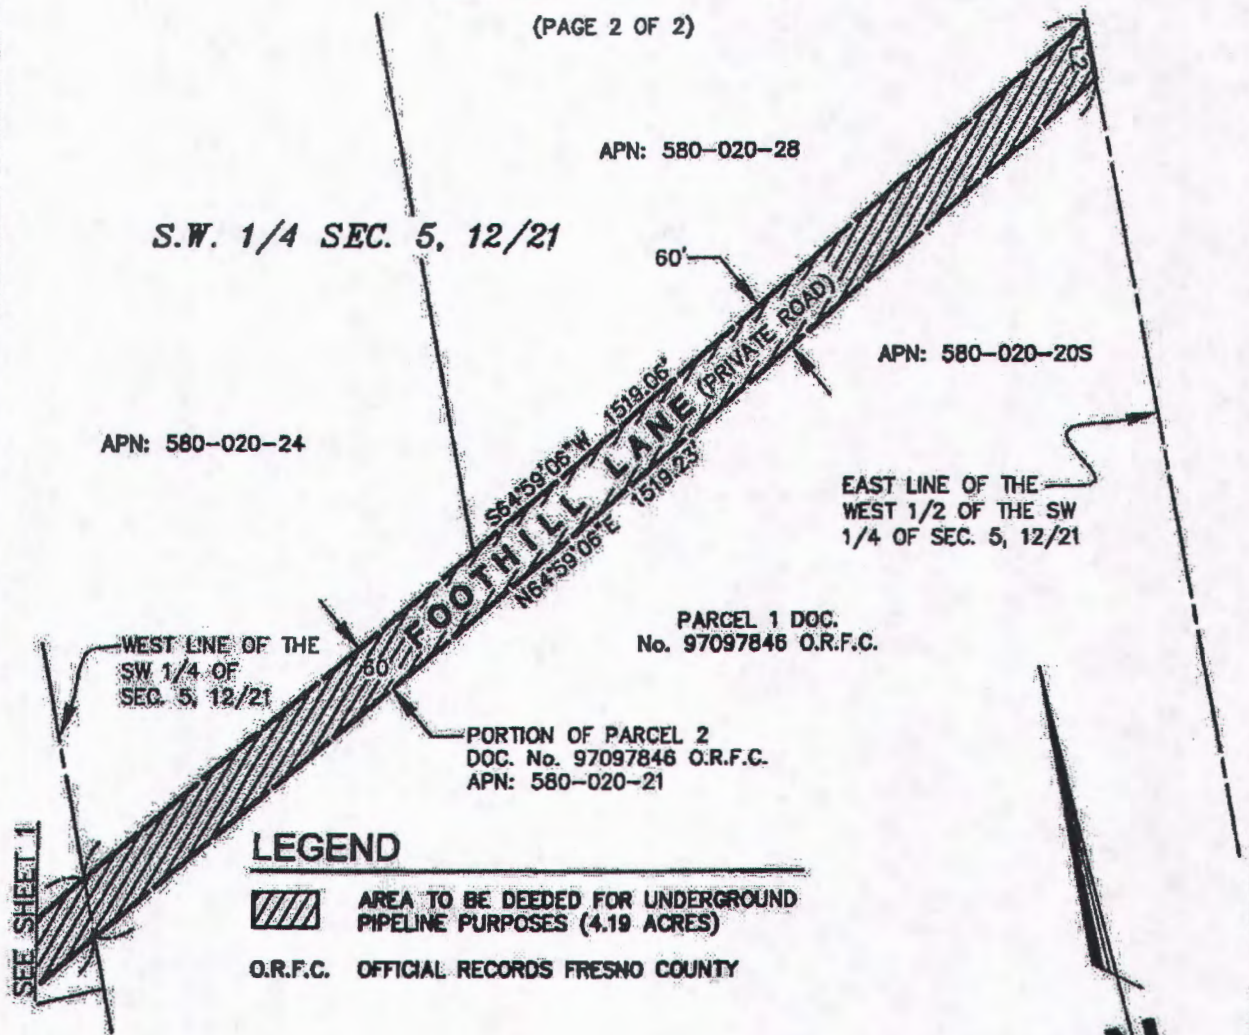 (PAGE 2 OF 2)
APN: 580-020-28
S.W. 1/4 SEC. 5, 12/21
60'
APN: 580-020-20S
APN: 580-020-24
S64°59'06"W 1519.06'
FOOTHILL LANE (PRIVATE ROAD)
N64°59'06"E 1519.23'
EAST LINE OF THE
WEST 1/2 OF THE SW
1/4 OF SEC. 5, 12/21
PARCEL 1 DOC.
No. 97097846 O.R.F.C.
WEST LINE OF THE
SW 1/4 OF
SEC. 5, 12/21
60'
PORTION OF PARCEL 2
DOC. No. 97097846 O.R.F.C.
APN: 580-020-21
SEE SHEET 1
LEGEND
AREA TO BE DEEDED FOR UNDERGROUND
PIPELINE PURPOSES (4.19 ACRES)
O.R.F.C. OFFICIAL RECORDS FRESNO COUNTY